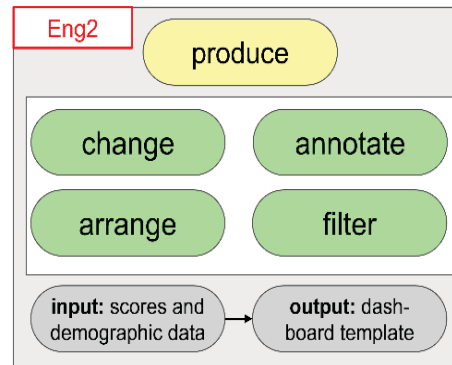 Eng2
produce
change
annotate
arrange
filter
input: scores and
demographic data
output: dash-
board template